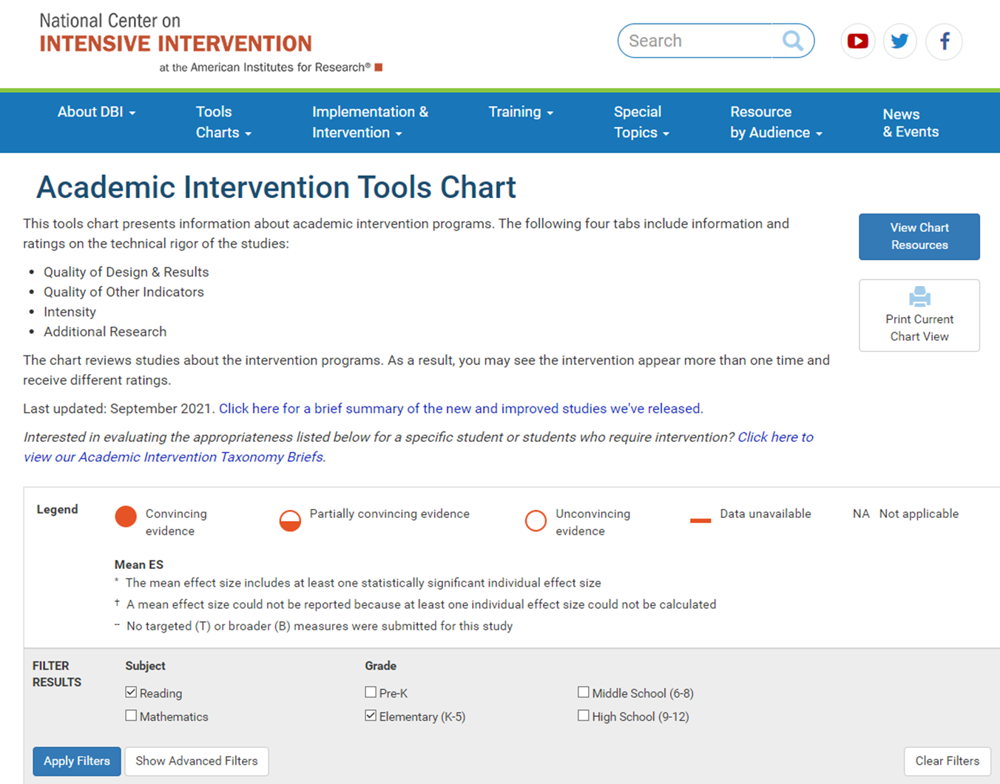 National Center on
INTENSIVE INTERVENTION
at the American Institutes for Research®
Search
About DBI
Tools
Charts
Implementation &
Intervention
Training
Special
Topics
Resource
by Audience
News
& Events
Academic Intervention Tools Chart
This tools chart presents information about academic intervention programs. The following four tabs include information and
ratings on the technical rigor of the studies:
• Quality of Design & Results
• Quality of Other Indicators
• Intensity
• Additional Research
The chart reviews studies about the intervention programs. As a result, you may see the intervention appear more than one time and
receive different ratings.
Last updated: September 2021. Click here for a brief summary of the new and improved studies we've released.
Interested in evaluating the appropriateness listed below for a specific student or students who require intervention? Click here to
view our Academic Intervention Taxonomy Briefs.
View Chart
Resources
Print Current
Chart View
Legend
Convincing
evidence
Partially convincing evidence
Unconvincing
evidence
Data unavailable
NA Not applicable
Mean ES
* The mean effect size includes at least one statistically significant individual effect size
† A mean effect size could not be reported because at least one individual effect size could not be calculated
-- No targeted (T) or broader (B) measures were submitted for this study
FILTER
RESULTS
Subject
Reading
Mathematics
Grade
Pre-K
Elementary (K-5)
Middle School (6-8)
High School (9-12)
Apply Filters
Show Advanced Filters
Clear Filters